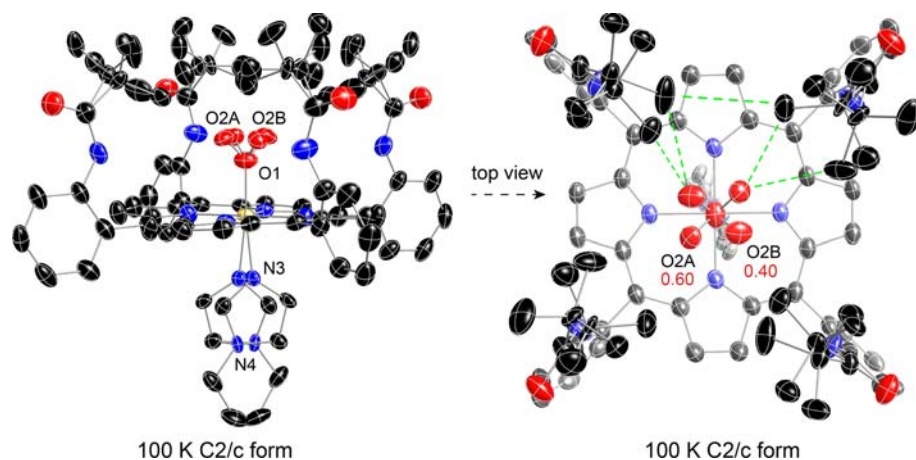 O2A O2B
O1
N3
N4
100 K C2/c form
top view
O2A
0.60
O2B
0.40
100 K C2/c form